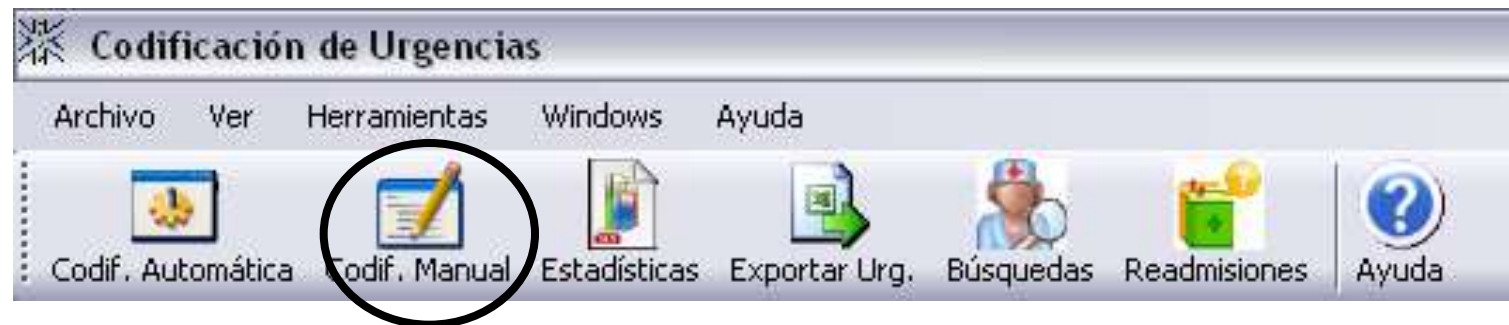 Codificación de Urgencias
Archivo Ver Herramientas Windows Ayuda
Codif. Automática Codif. Manual Estadísticas Exportar Urg. Búsquedas Readmisiones Ayuda